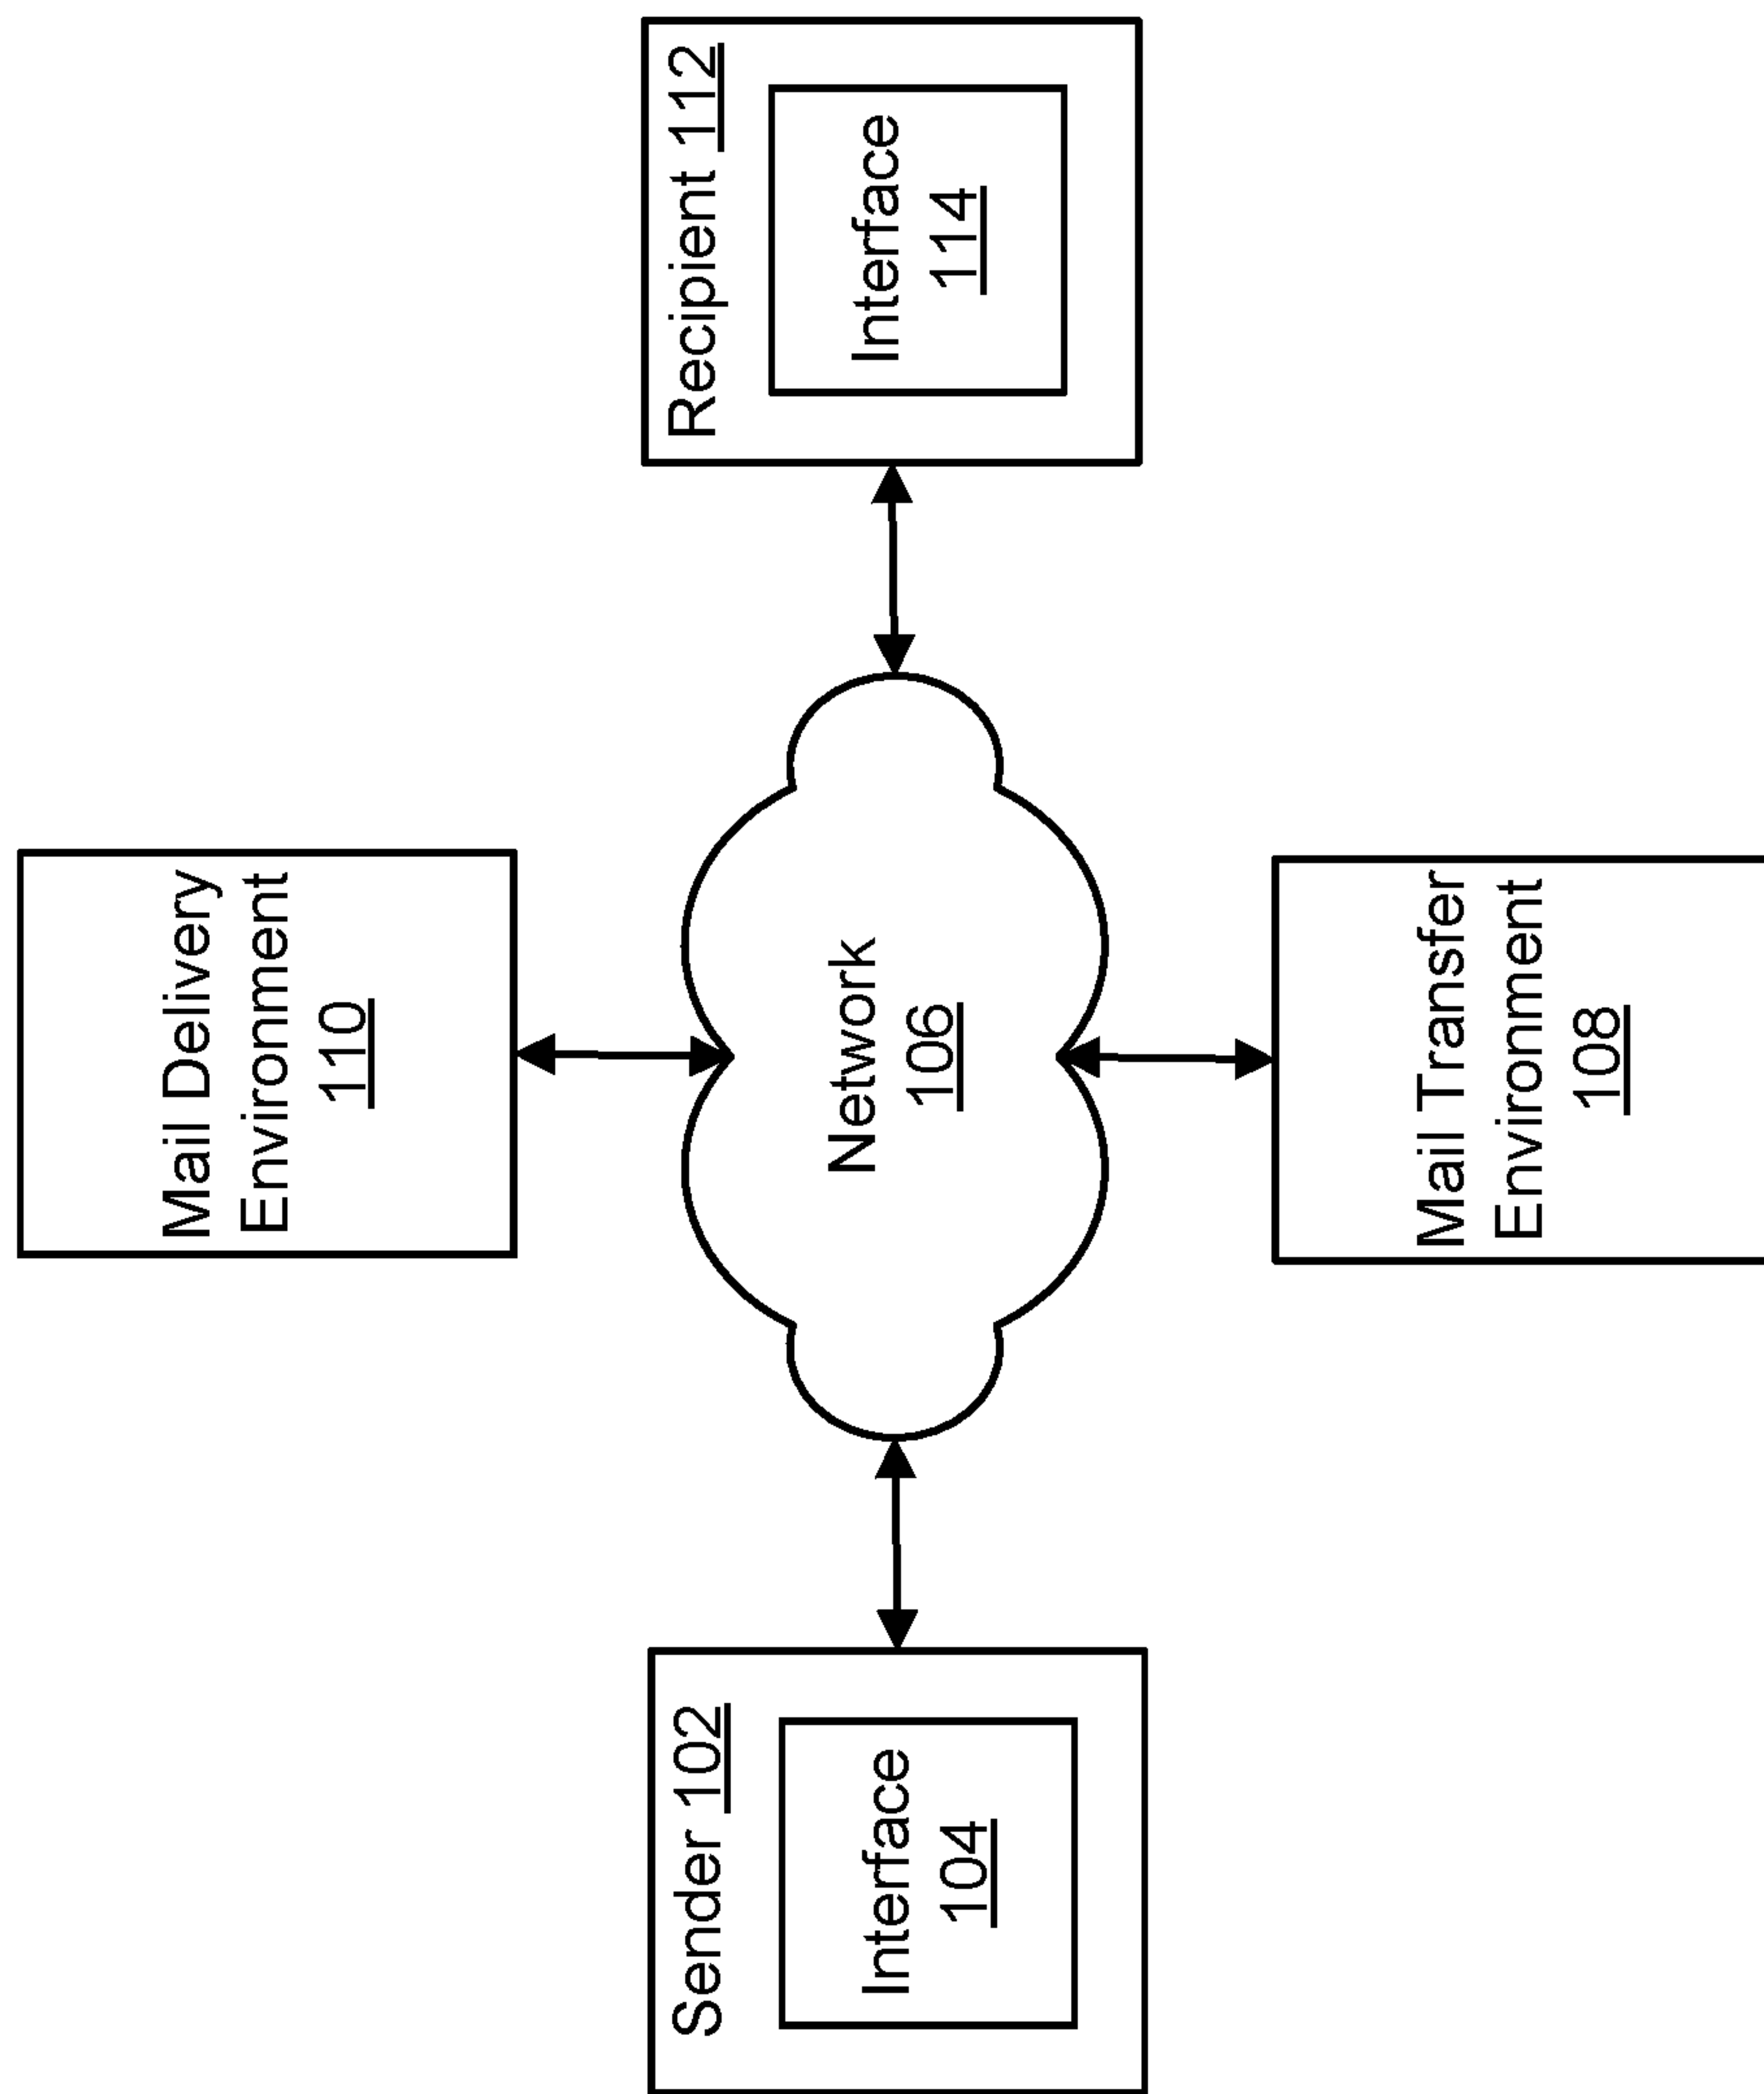 Mail Delivery
Environment
110
Sender 102
Interface
104
Network
106
Recipient 112
Interface
114
Mail Transfer
Environment
108